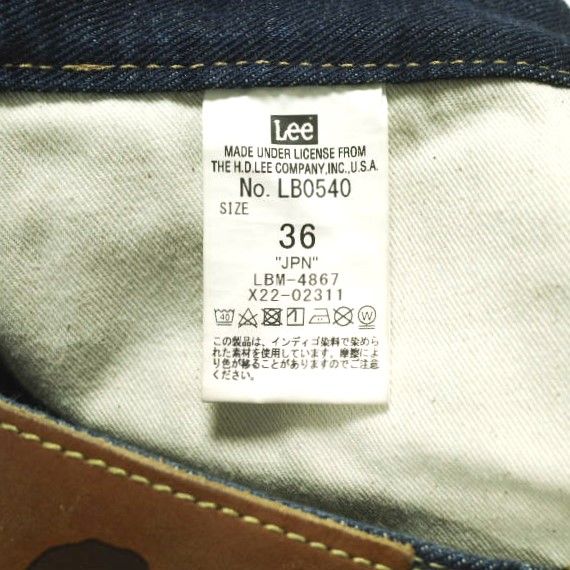 Lee
MADE UNDER LICENSE FROM
THE H.D.LEE COMPANY,INC.,U.S.A.
No. LB0540
SIZE
36
"JPN"
LBM-4867
X22-02311
40 W
この製品は、インディゴ染料で染めら
れた素材を使用しています。摩擦によ
り色が移ることがありますのでご注意
ください。